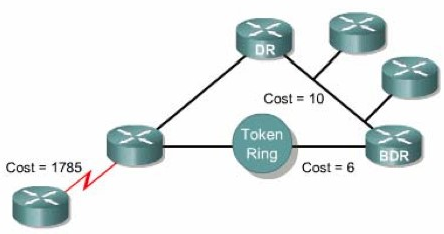 DR
Cost = 10
Token
Ring
Cost = 1785
Cost = 6
BDR